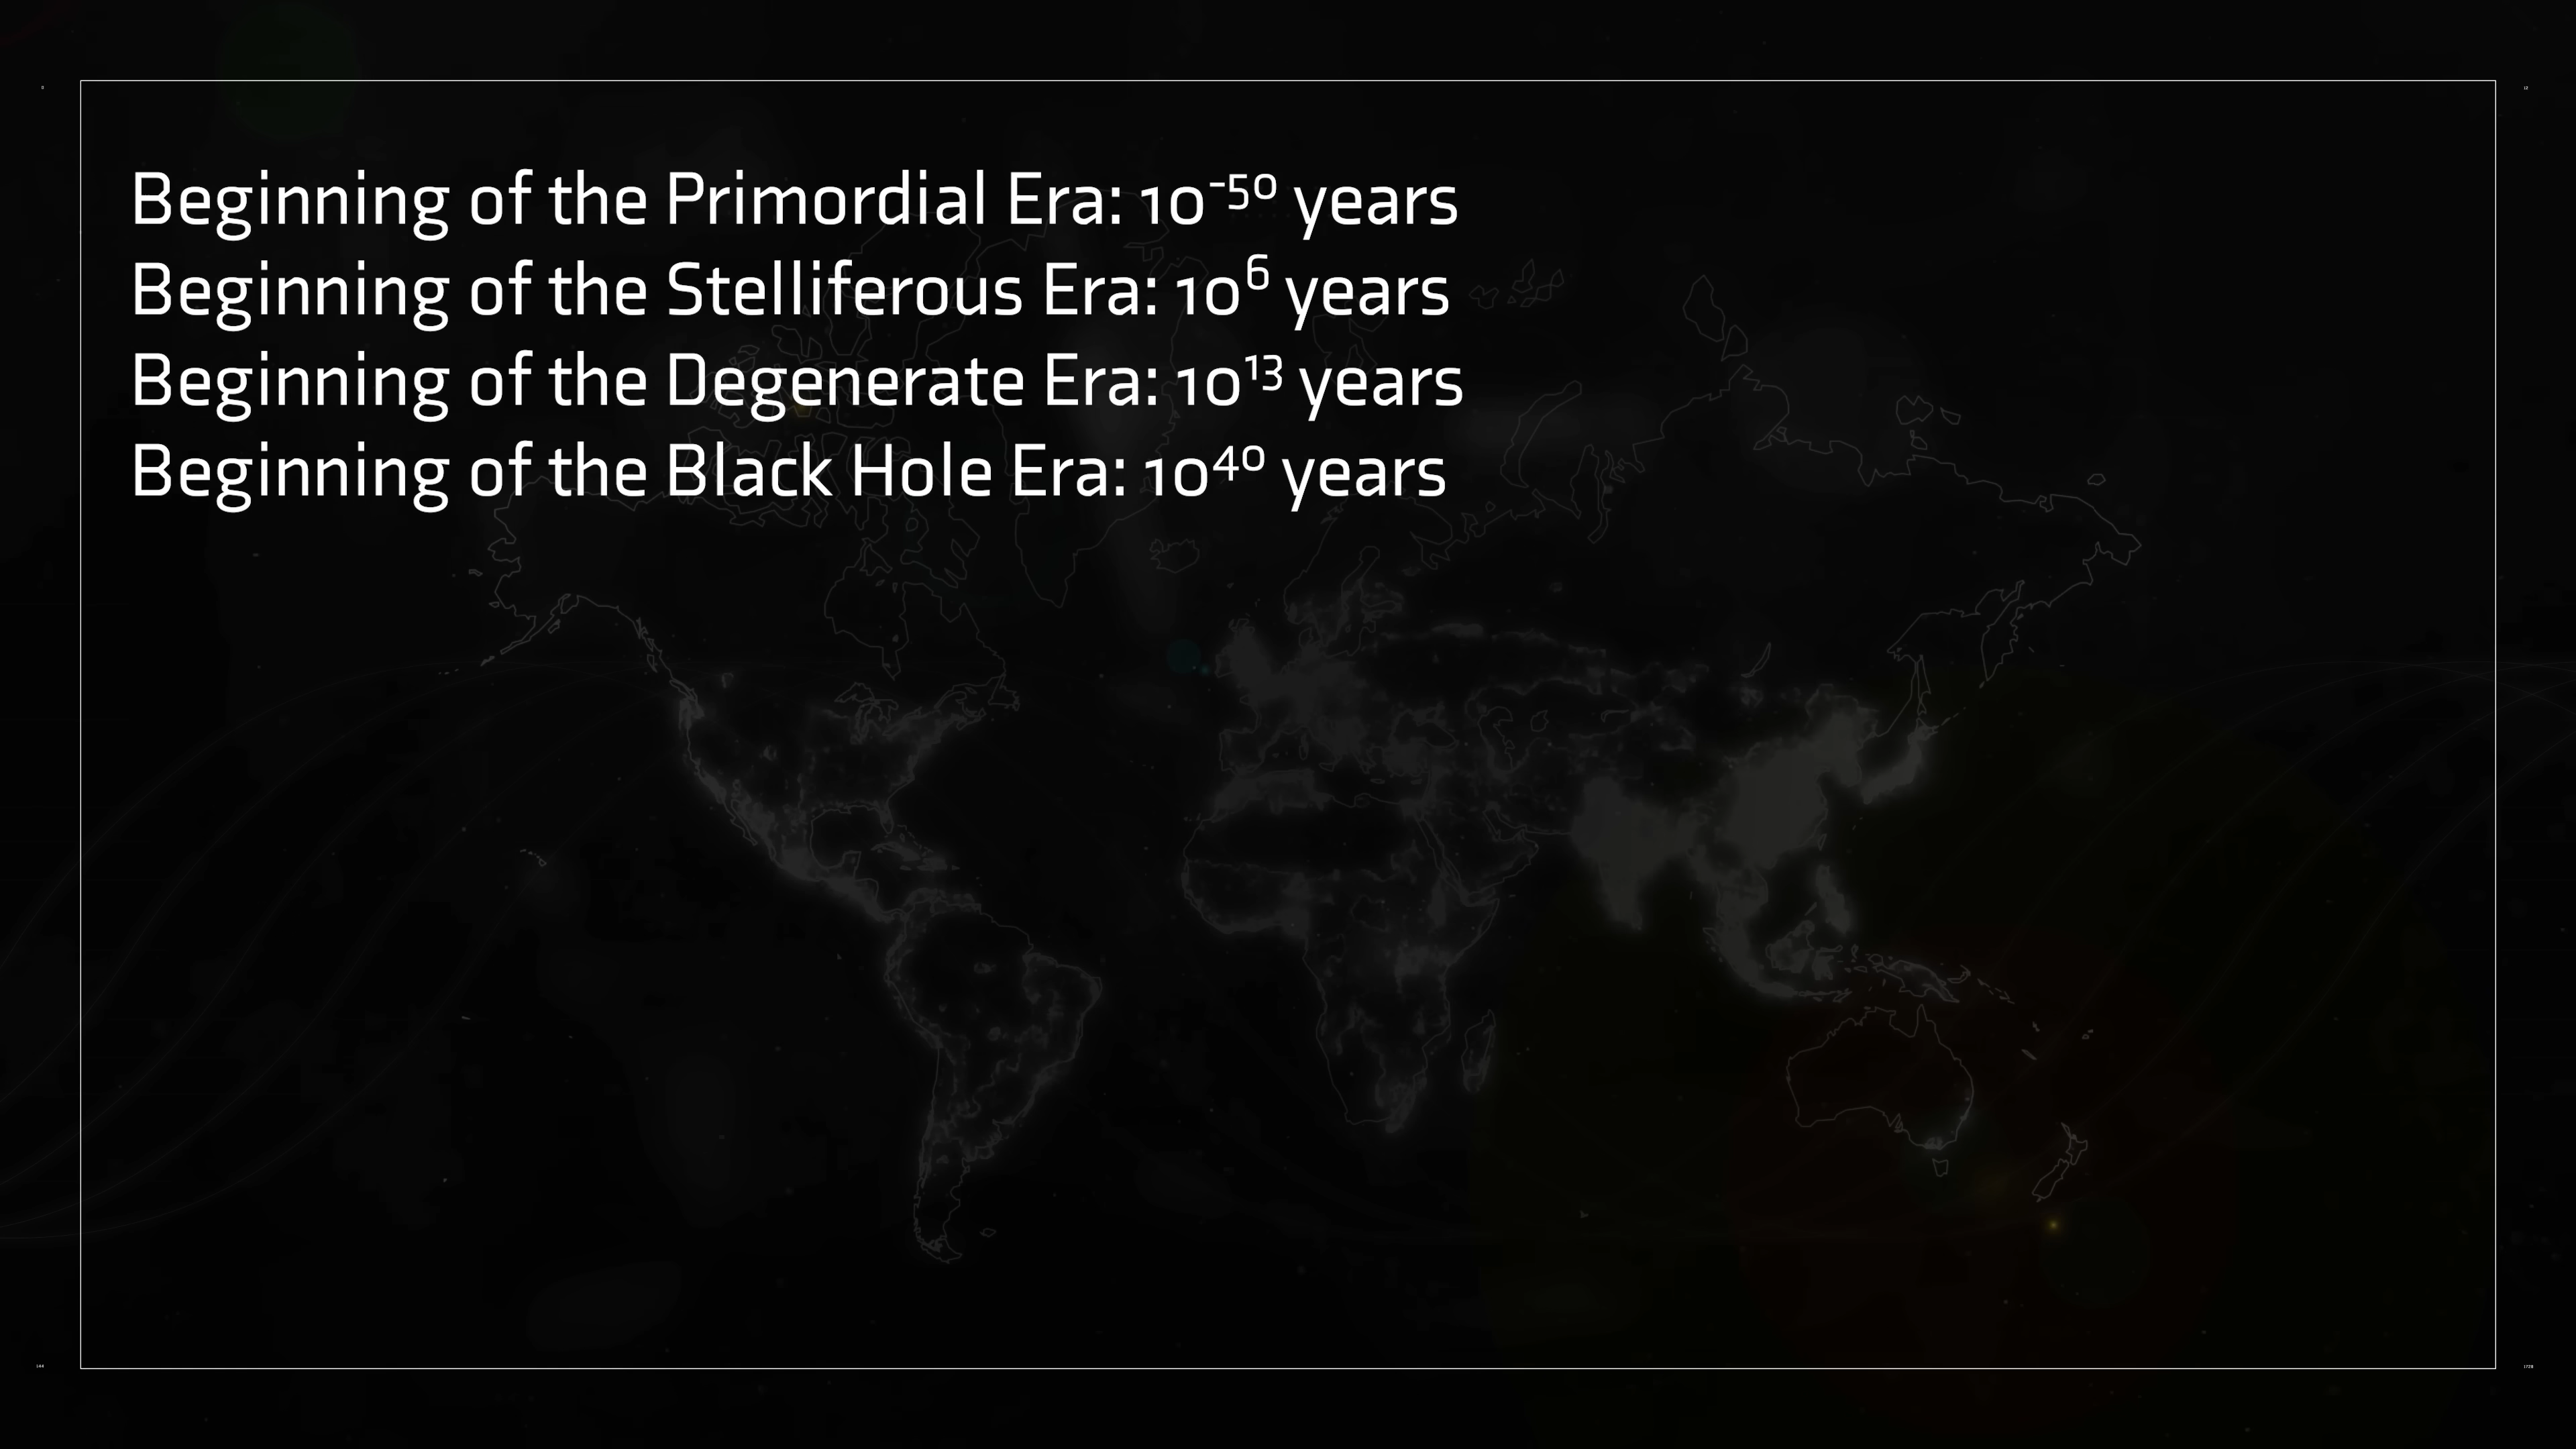 Beginning of the Primordial Era: 10⁻⁵⁰ years
Beginning of the Stelliferous Era: 10⁶ years
Beginning of the Degenerate Era: 10¹³ years
Beginning of the Black Hole Era: 10⁴⁰ years